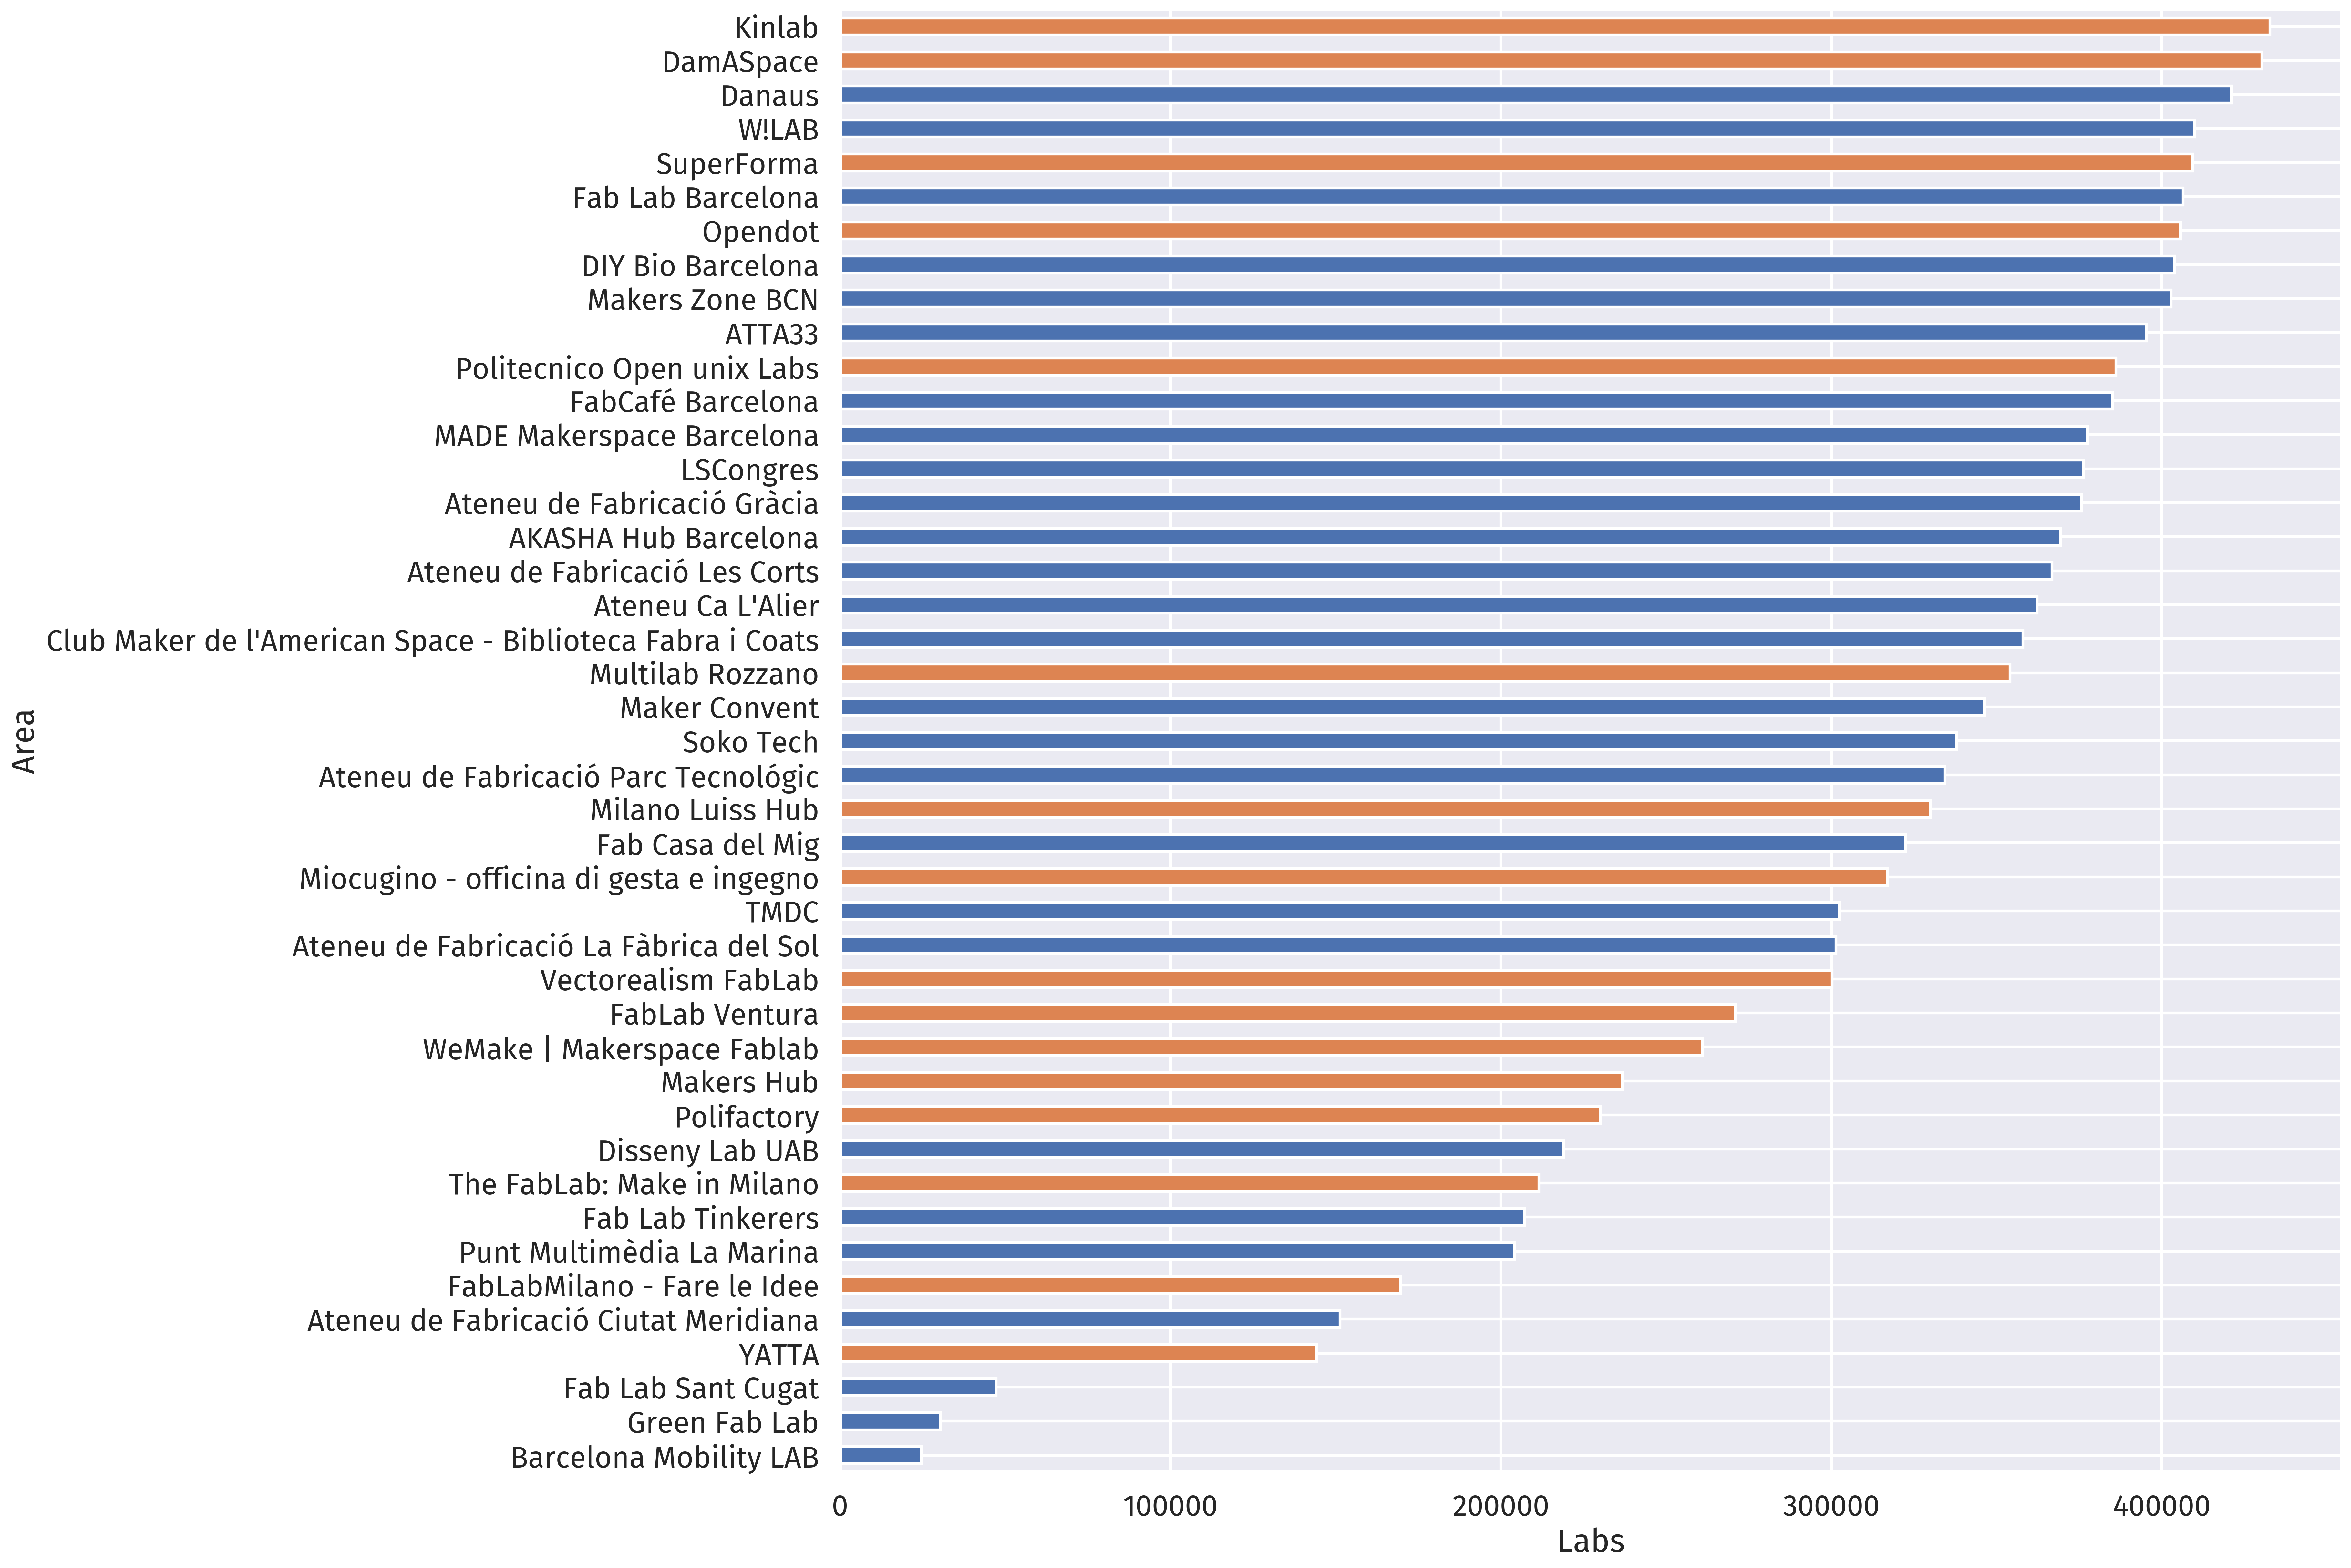 Kinlab
DamASpace
Danaus
W!LAB
SuperForma
Fab Lab Barcelona
Opendot
DIY Bio Barcelona
Makers Zone BCN
ATTA33
Politecnico Open unix Labs
FabCafé Barcelona
MADE Makerspace Barcelona
LSCongres
Ateneu de Fabricació Gràcia
AKASHA Hub Barcelona
Ateneu de Fabricació Les Corts
Ateneu Ca L'Alier
Club Maker de l'American Space - Biblioteca Fabra i Coats
Multilab Rozzano
Maker Convent
Soko Tech
Ateneu de Fabricació Parc Tecnológic
Milano Luiss Hub
Fab Casa del Mig
Miocugino - officina di gesta e ingegno
TMDC
Ateneu de Fabricació La Fàbrica del Sol
Vectorealism FabLab
FabLab Ventura
WeMake | Makerspace Fablab
Makers Hub
Polifactory
Disseny Lab UAB
The FabLab: Make in Milano
Fab Lab Tinkerers
Punt Multimèdia La Marina
FabLabMilano - Fare le Idee
Ateneu de Fabricació Ciutat Meridiana
YATTA
Fab Lab Sant Cugat
Green Fab Lab
Barcelona Mobility LAB
Area
0 100000 200000 300000 400000
Labs